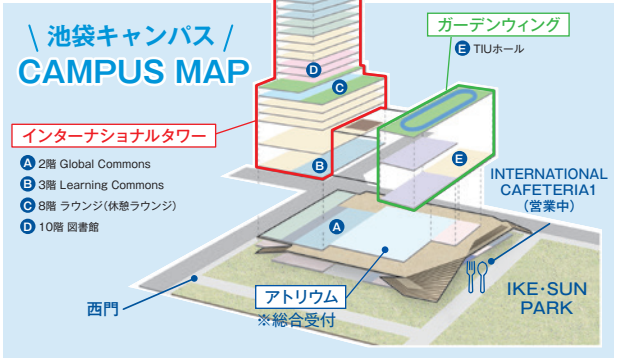 池袋キャンパス
CAMPUS MAP
ガーデンウィング
E TIUホール
D
C
インターナショナルタワー
A 2階 Global Commons
B 3階 Learning Commons
C 8階 ラウンジ(休憩ラウンジ)
D 10階 図書館
B
E
A
INTERNATIONAL
CAFETERIA1
(営業中)
西門
アトリウム
※総合受付
IKE・SUN
PARK